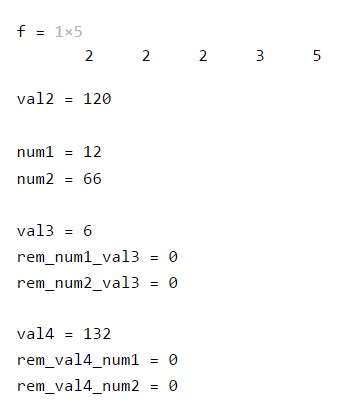 f = 1×5
2 2 2 3 5
val2 = 120
num1 = 12
num2 = 66
val3 = 6
rem_num1_val3 = 0
rem_num2_val3 = 0
val4 = 132
rem_val4_num1 = 0
rem_val4_num2 = 0